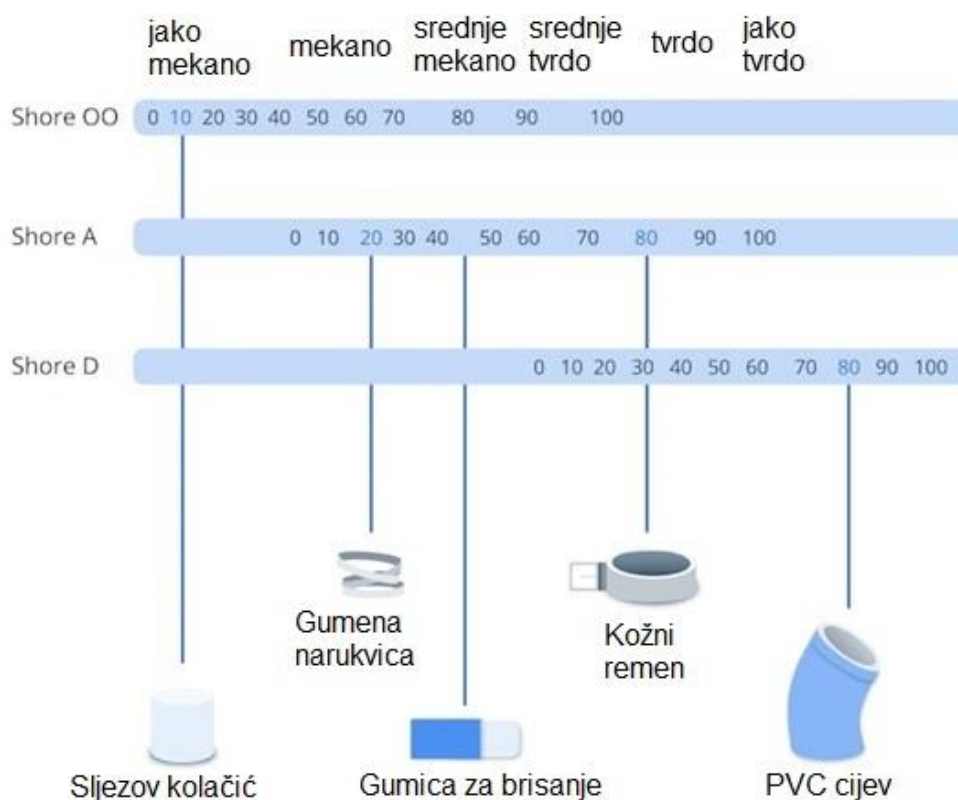 jako
mekano
mekano
srednje
mekano
srednje
tvrdo
tvrdo
jako
tvrdo
Shore OO 0 10 20 30 40 50 60 70 80 90 100
Shore A 0 10 20 30 40 50 60 70 80 90 100
Shore D 0 10 20 30 40 50 60 70 80 90 100
Gumena
narukvica
Kožni
remen
Sljezov kolačić
Gumica za brisanje
PVC cijev